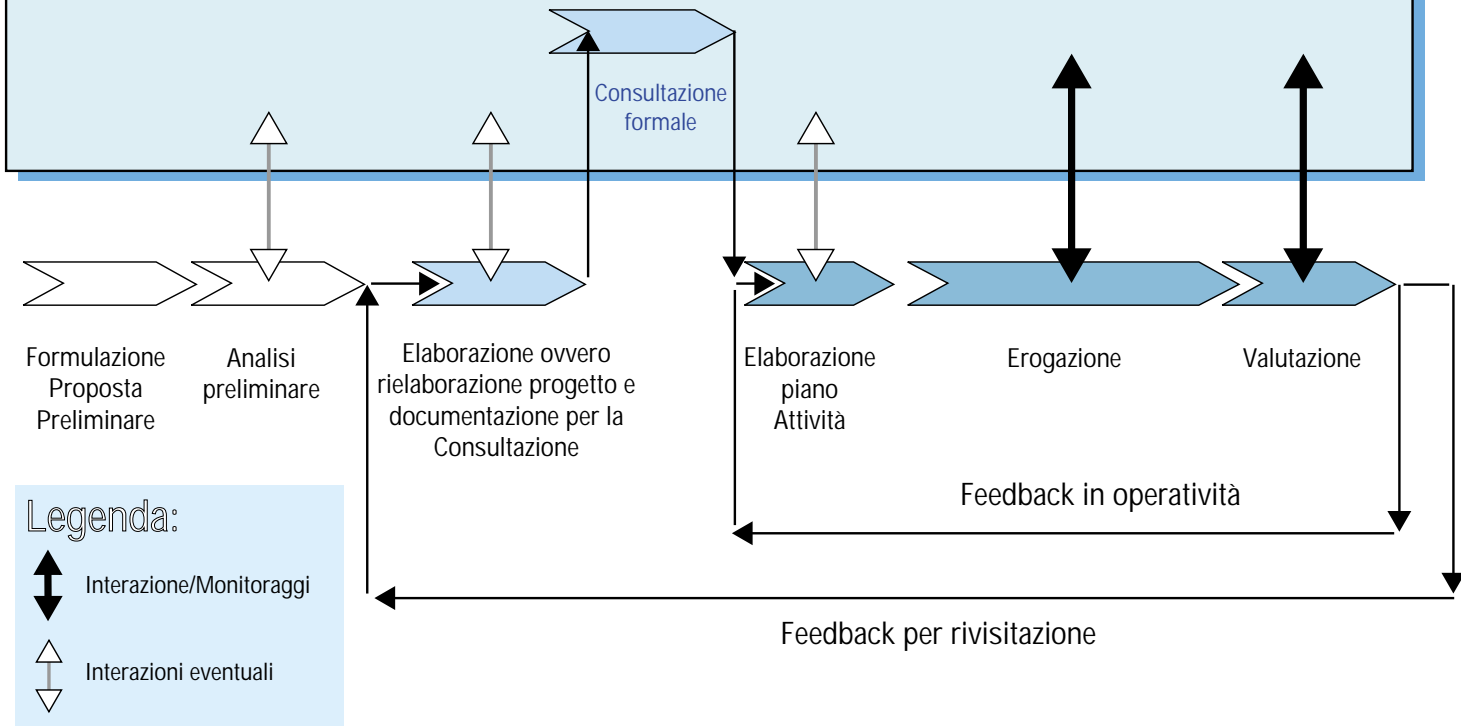 Consultazione
formale
Formulazione
Proposta
Preliminare
Analisi
preliminare
Elaborazione ovvero
rielaborazione progetto e
documentazione per la
Consultazione
Elaborazione
piano
Attività
Erogazione
Valutazione
Feedback in operatività
Feedback per rivisitazione
Legenda:
Interazione/Monitoraggi
Interazioni eventuali